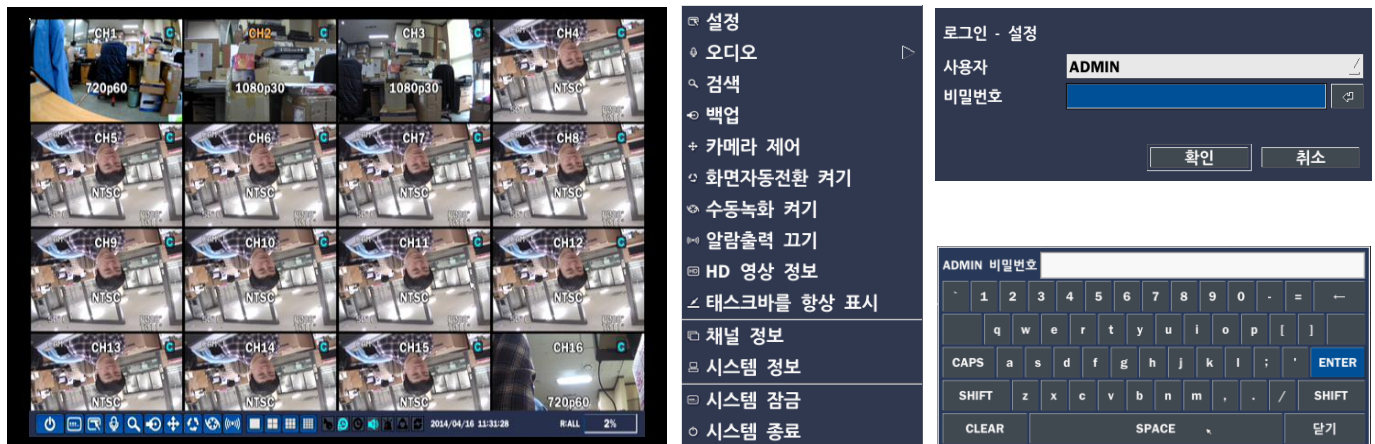 CH1
CH2
CH3
CH4
720p60
1080p30
1080p30
NTSC
CH5
CH6
CH7
CH8
NTSC
NTSC
NTSC
NTSC
CH9
CH10
CH11
CH12
NTSC
NTSC
NTSC
NTSC
CH13
CH14
CH15
CH16
NTSC
NTSC
NTSC
720p60
2014/04/16 11:31:28
R:ALL
2%
설정
오디오
검색
백업
카메라 제어
화면자동전환 켜기
수동녹화 켜기
알람출력 끄기
HD 영상 정보
태스크바를 항상 표시
채널 정보
시스템 정보
시스템 잠금
시스템 종료
로그인 - 설정
사용자 ADMIN
비밀번호
확인 취소
ADMIN 비밀번호
` 1 2 3 4 5 6 7 8 9 0 - = ←
q w e r t y u i o p [ ]
CAPS a s d f g h j k l ; ' ENTER
SHIFT z x c v b n m , . / SHIFT
CLEAR SPACE 닫기